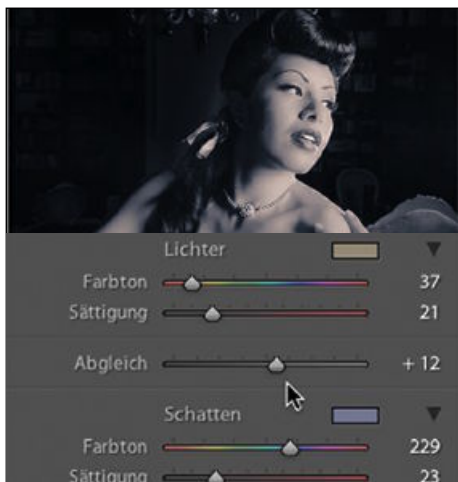 Lichter
Farbton 37
Sättigung 21
Abgleich + 12
Schatten
Farbton 229
Sättigung 23